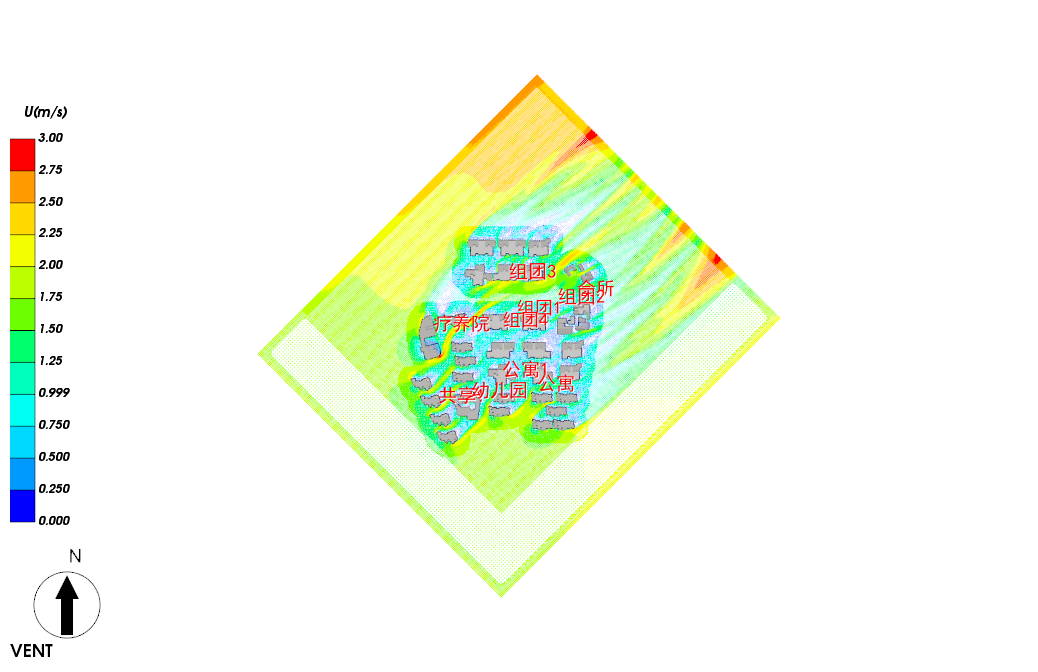 U(m/s)
3.00
2.75
2.50
2.25
2.00
1.75
1.50
1.25
0.999
0.750
0.500
0.250
0.000
组团3
会所
组团2
组团1
组团4
疗养院
公寓1
公寓
幼儿园
共享
N
VENT